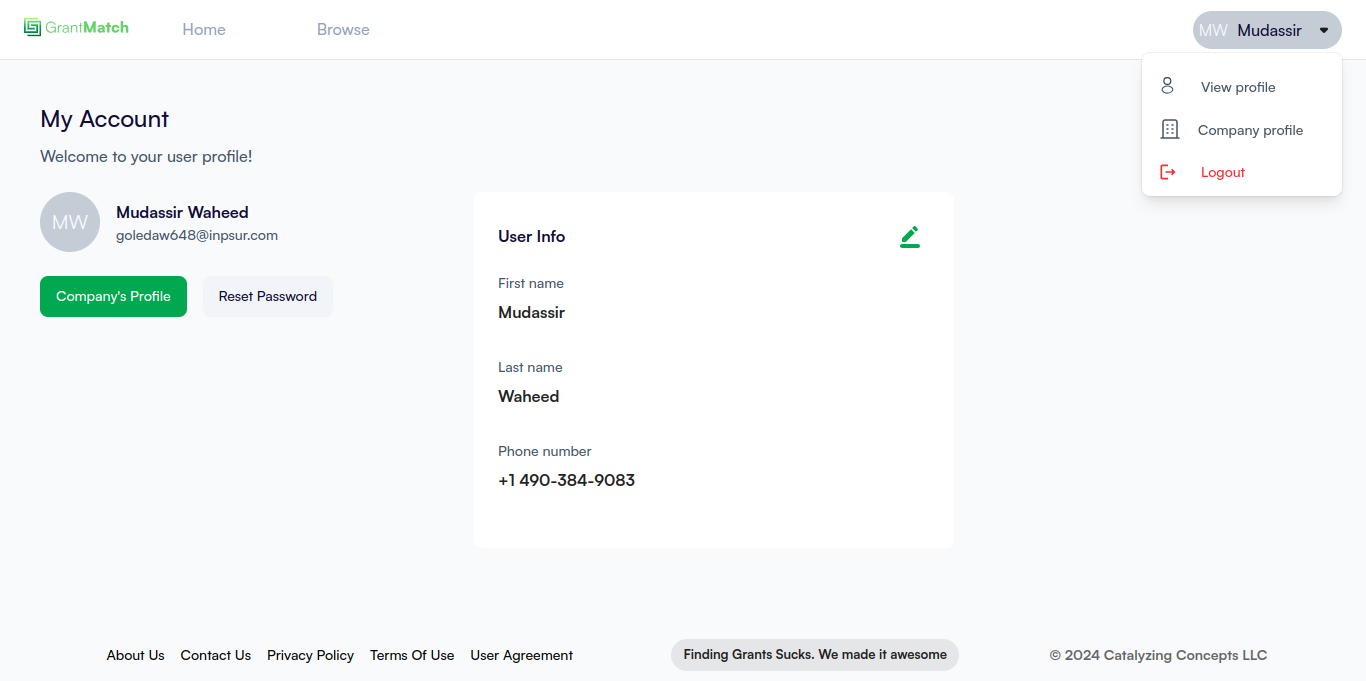 GrantMatch
Home
Browse
MW Mudassir
View profile
Company profile
Logout
My Account
Welcome to your user profile!
MW
Mudassir Waheed
goledaw648@inpsur.com
Company's Profile
Reset Password
User Info
First name
Mudassir
Last name
Waheed
Phone number
+1 490-384-9083
About Us
Contact Us
Privacy Policy
Terms Of Use
User Agreement
Finding Grants Sucks. We made it awesome
© 2024 Catalyzing Concepts LLC